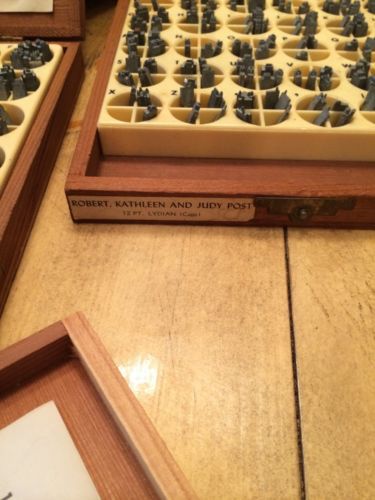 ROBERT, KATHLEEN AND JUDY POST
12 PT. LYDIAN (Caps)